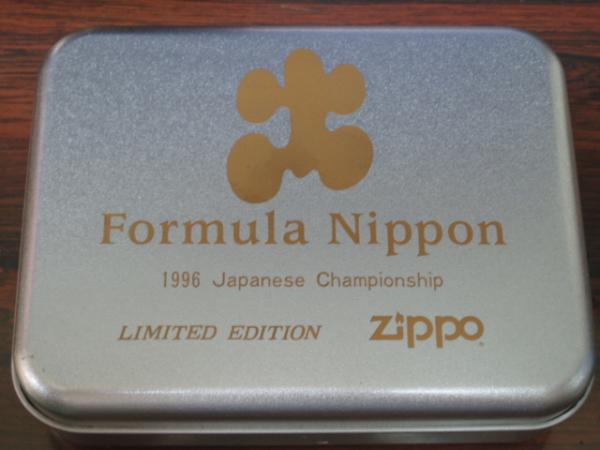 Formula Nippon
1996 Japanese Championship
LIMITED EDITION
Zippo